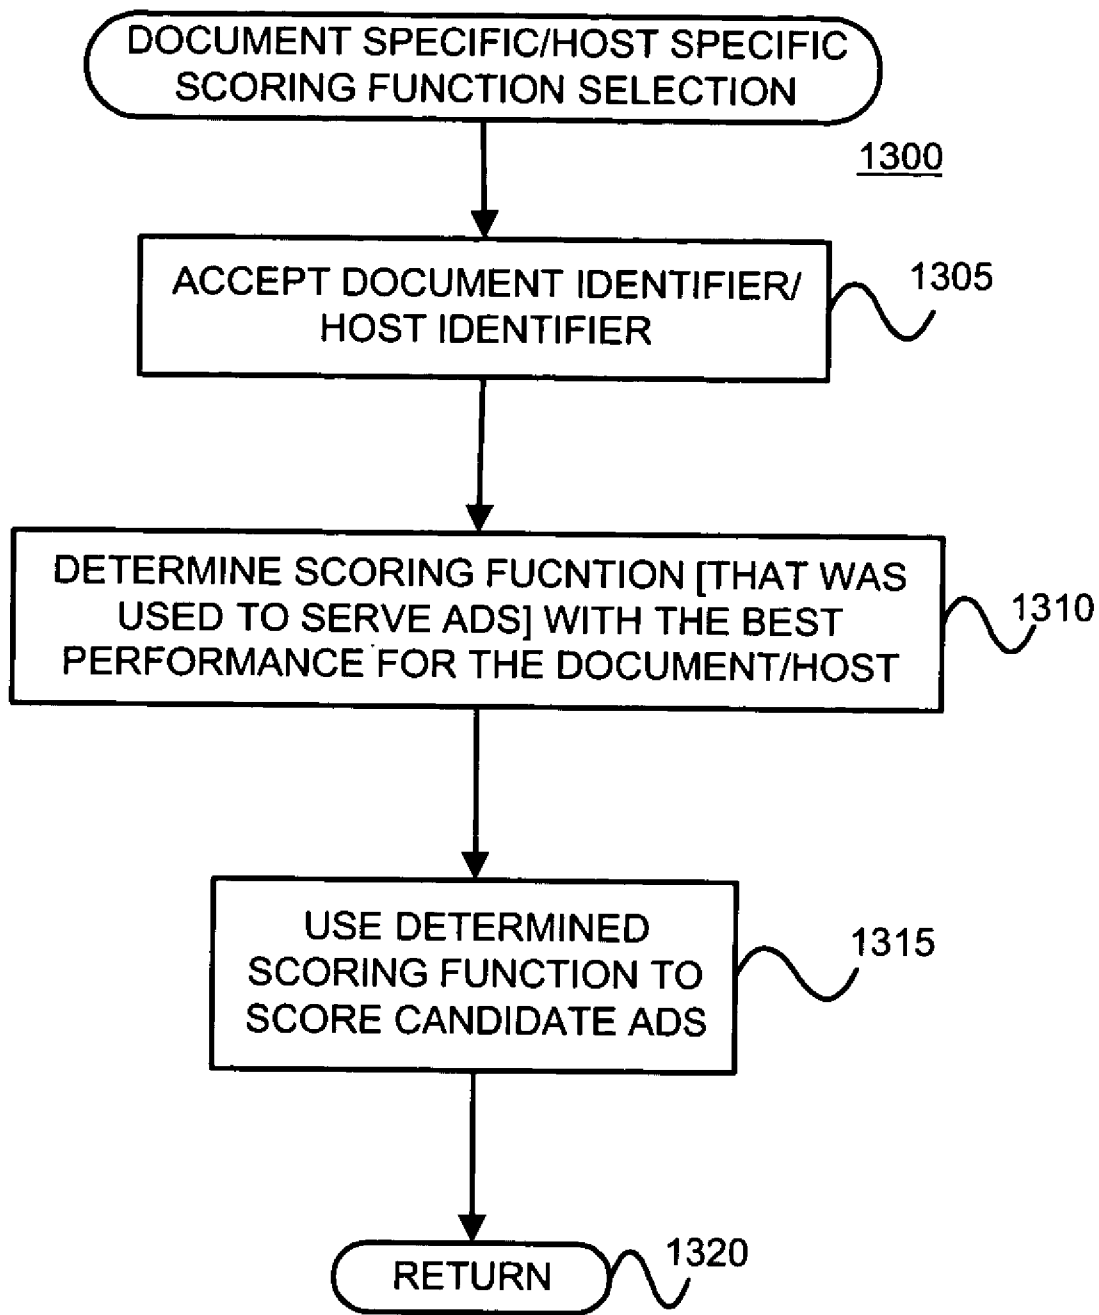 DOCUMENT SPECIFIC/HOST SPECIFIC
SCORING FUNCTION SELECTION
1300
ACCEPT DOCUMENT IDENTIFIER/
HOST IDENTIFIER
1305
DETERMINE SCORING FUCNTION [THAT WAS
USED TO SERVE ADS] WITH THE BEST
PERFORMANCE FOR THE DOCUMENT/HOST
1310
USE DETERMINED
SCORING FUNCTION TO
SCORE CANDIDATE ADS
1315
RETURN
1320